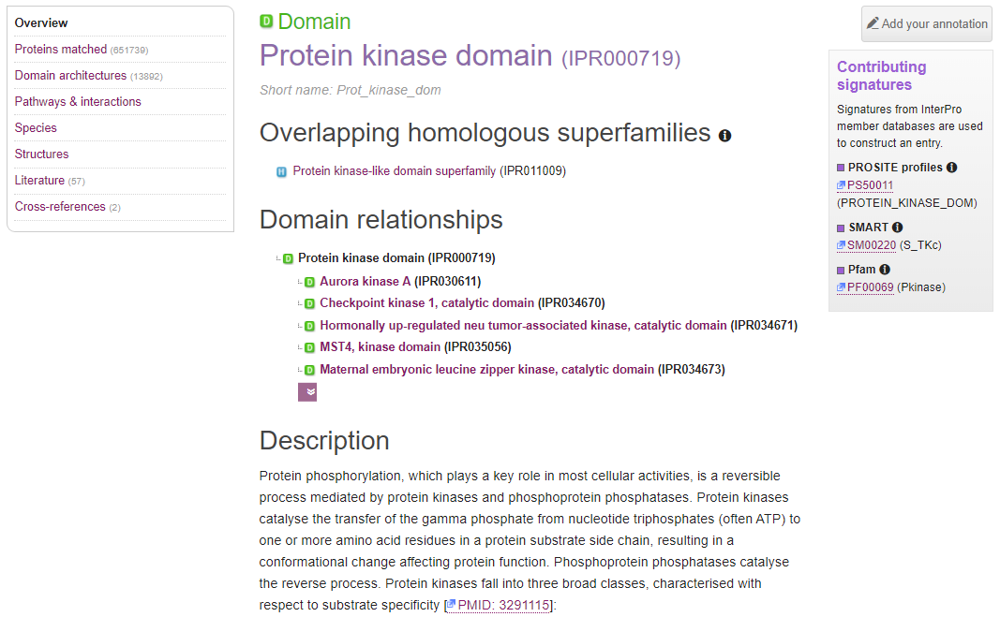 Overview
Proteins matched (651739)
Domain architectures (13892)
Pathways & interactions
Species
Structures
Literature (57)
Cross-references (2)
D Domain
Protein kinase domain (IPR000719)
Short name: Prot_kinase_dom
Overlapping homologous superfamilies i
H Protein kinase-like domain superfamily (IPR011009)
Domain relationships
D Protein kinase domain (IPR000719)
D Aurora kinase A (IPR030611)
D Checkpoint kinase 1, catalytic domain (IPR034670)
D Hormonally up-regulated neu tumor-associated kinase, catalytic domain (IPR034671)
D MST4, kinase domain (IPR035056)
D Maternal embryonic leucine zipper kinase, catalytic domain (IPR034673)
Description
Protein phosphorylation, which plays a key role in most cellular activities, is a reversible
process mediated by protein kinases and phosphoprotein phosphatases. Protein kinases
catalyse the transfer of the gamma phosphate from nucleotide triphosphates (often ATP) to
one or more amino acid residues in a protein substrate side chain, resulting in a
conformational change affecting protein function. Phosphoprotein phosphatases catalyse
the reverse process. Protein kinases fall into three broad classes, characterised with
respect to substrate specificity [PMID: 3291115]:
Add your annotation
Contributing
signatures
Signatures from InterPro
member databases are used
to construct an entry.
PROSITE profiles i
PS50011
(PROTEIN_KINASE_DOM)
SMART i
SM00220 (S_TKc)
Pfam i
PF00069 (Pkinase)